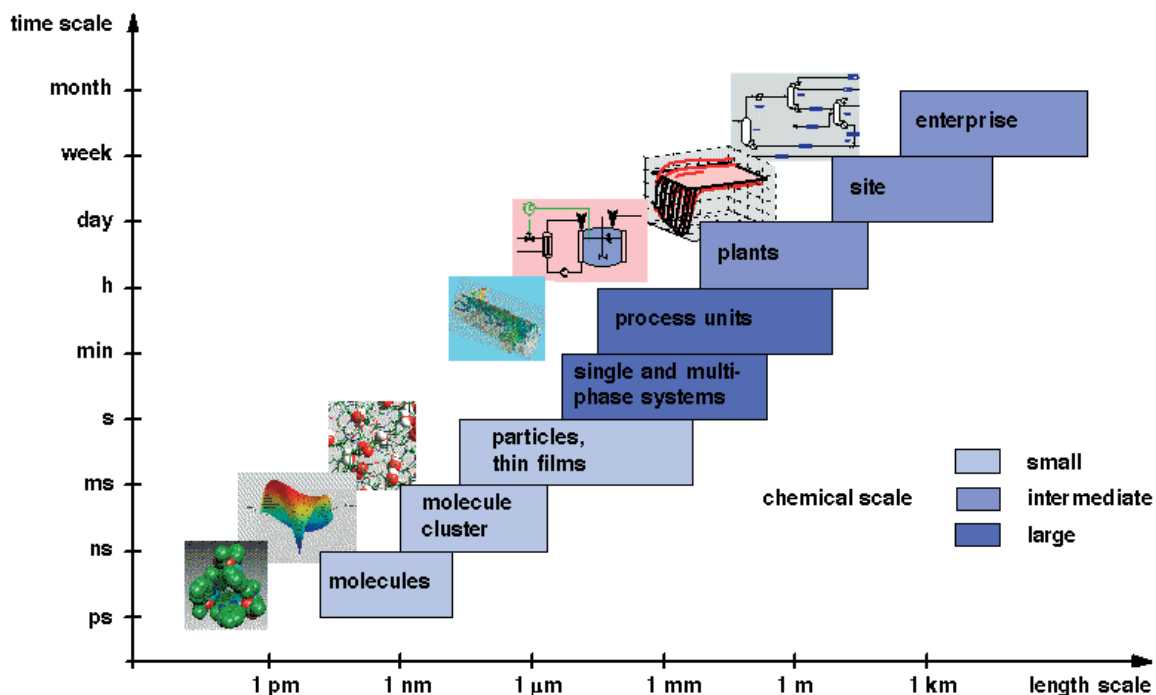 time scale
month
enterprise
week
site
day
plants
h
process units
min
single and multi-
phase systems
s
particles,
thin films
small
ms
molecule
cluster
chemical scale
intermediate
large
ns
molecules
ps
1 pm
1 nm
1 μm
1 mm
1 m
1 km
length scale